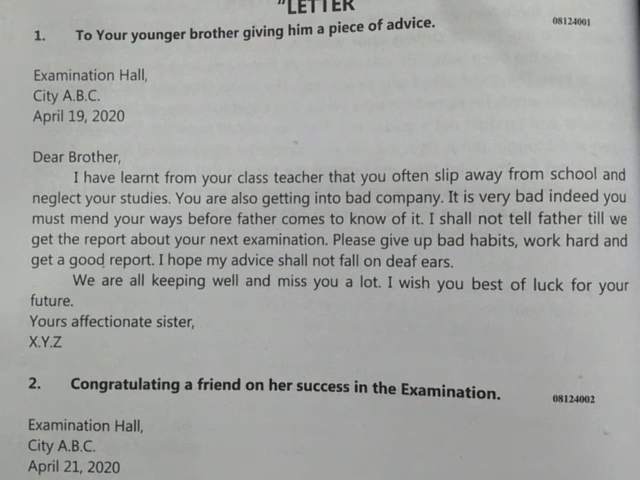 "LETTER
1. To Your younger brother giving him a piece of advice. 08124001
Examination Hall,
City A.B.C.
April 19, 2020
Dear Brother,
I have learnt from your class teacher that you often slip away from school and
neglect your studies. You are also getting into bad company. It is very bad indeed you
must mend your ways before father comes to know of it. I shall not tell father till we
get the report about your next examination. Please give up bad habits, work hard and
get a good report. I hope my advice shall not fall on deaf ears.
We are all keeping well and miss you a lot. I wish you best of luck for your
future.
Yours affectionate sister,
X.Y.Z
2. Congratulating a friend on her success in the Examination. 08124002
Examination Hall,
City A.B.C.
April 21, 2020